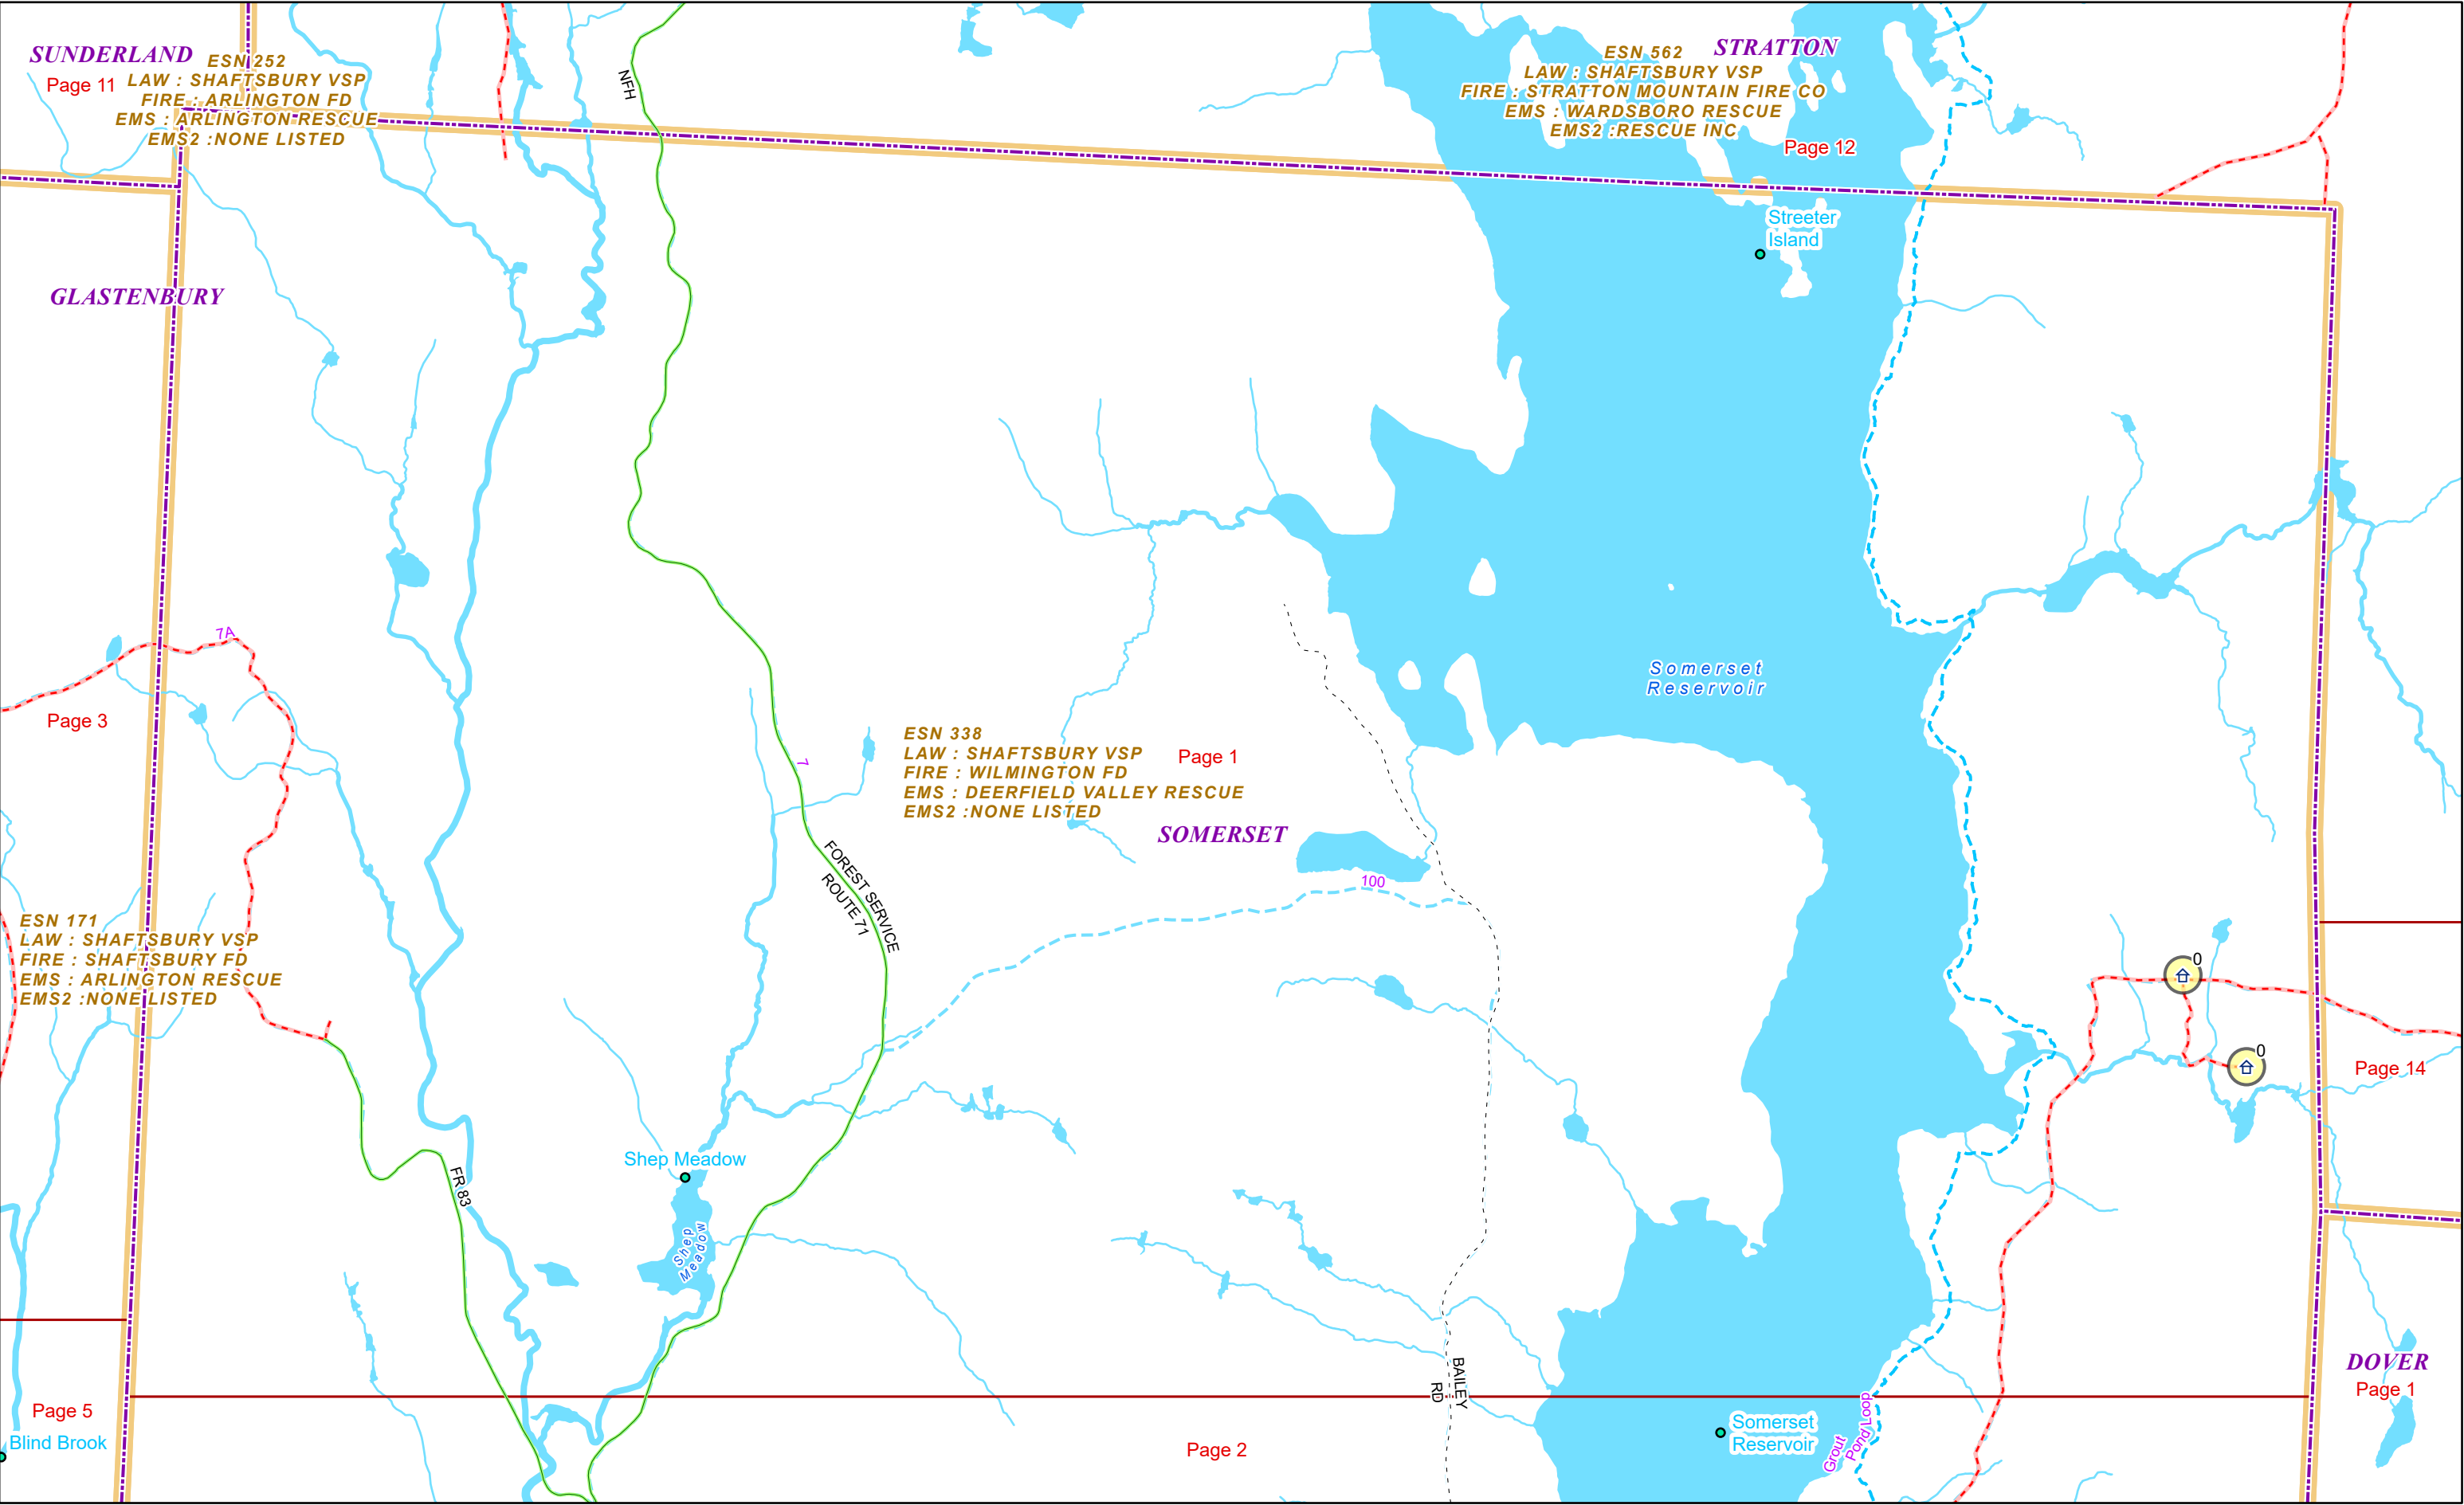 SUNDERLAND
Page 11
ESN 252
LAW : SHAFTSBURY VSP
FIRE : ARLINGTON FD
EMS : ARLINGTON RESCUE
EMS2 :NONE LISTED
NFH
STRATTON
ESN 562
LAW : SHAFTSBURY VSP
FIRE : STRATTON MOUNTAIN FIRE CO
EMS : WARDSBORO RESCUE
EMS2 :RESCUE INC
Page 12
Streeter
Island
GLASTENBURY
7A
Page 3
Somerset
Reservoir
ESN 338
LAW : SHAFTSBURY VSP
FIRE : WILMINGTON FD
EMS : DEERFIELD VALLEY RESCUE
EMS2 :NONE LISTED
Page 1
7
SOMERSET
FOREST SERVICE
ROUTE 71
100
ESN 171
LAW : SHAFTSBURY VSP
FIRE : SHAFTSBURY FD
EMS : ARLINGTON RESCUE
EMS2 :NONE LISTED
0
0
Page 14
Shep Meadow
FR 83
Shep
Meadow
BAILEY
RD
DOVER
Page 1
Page 5
Blind Brook
Page 2
Somerset
Reservoir
Grout
Pond Loop